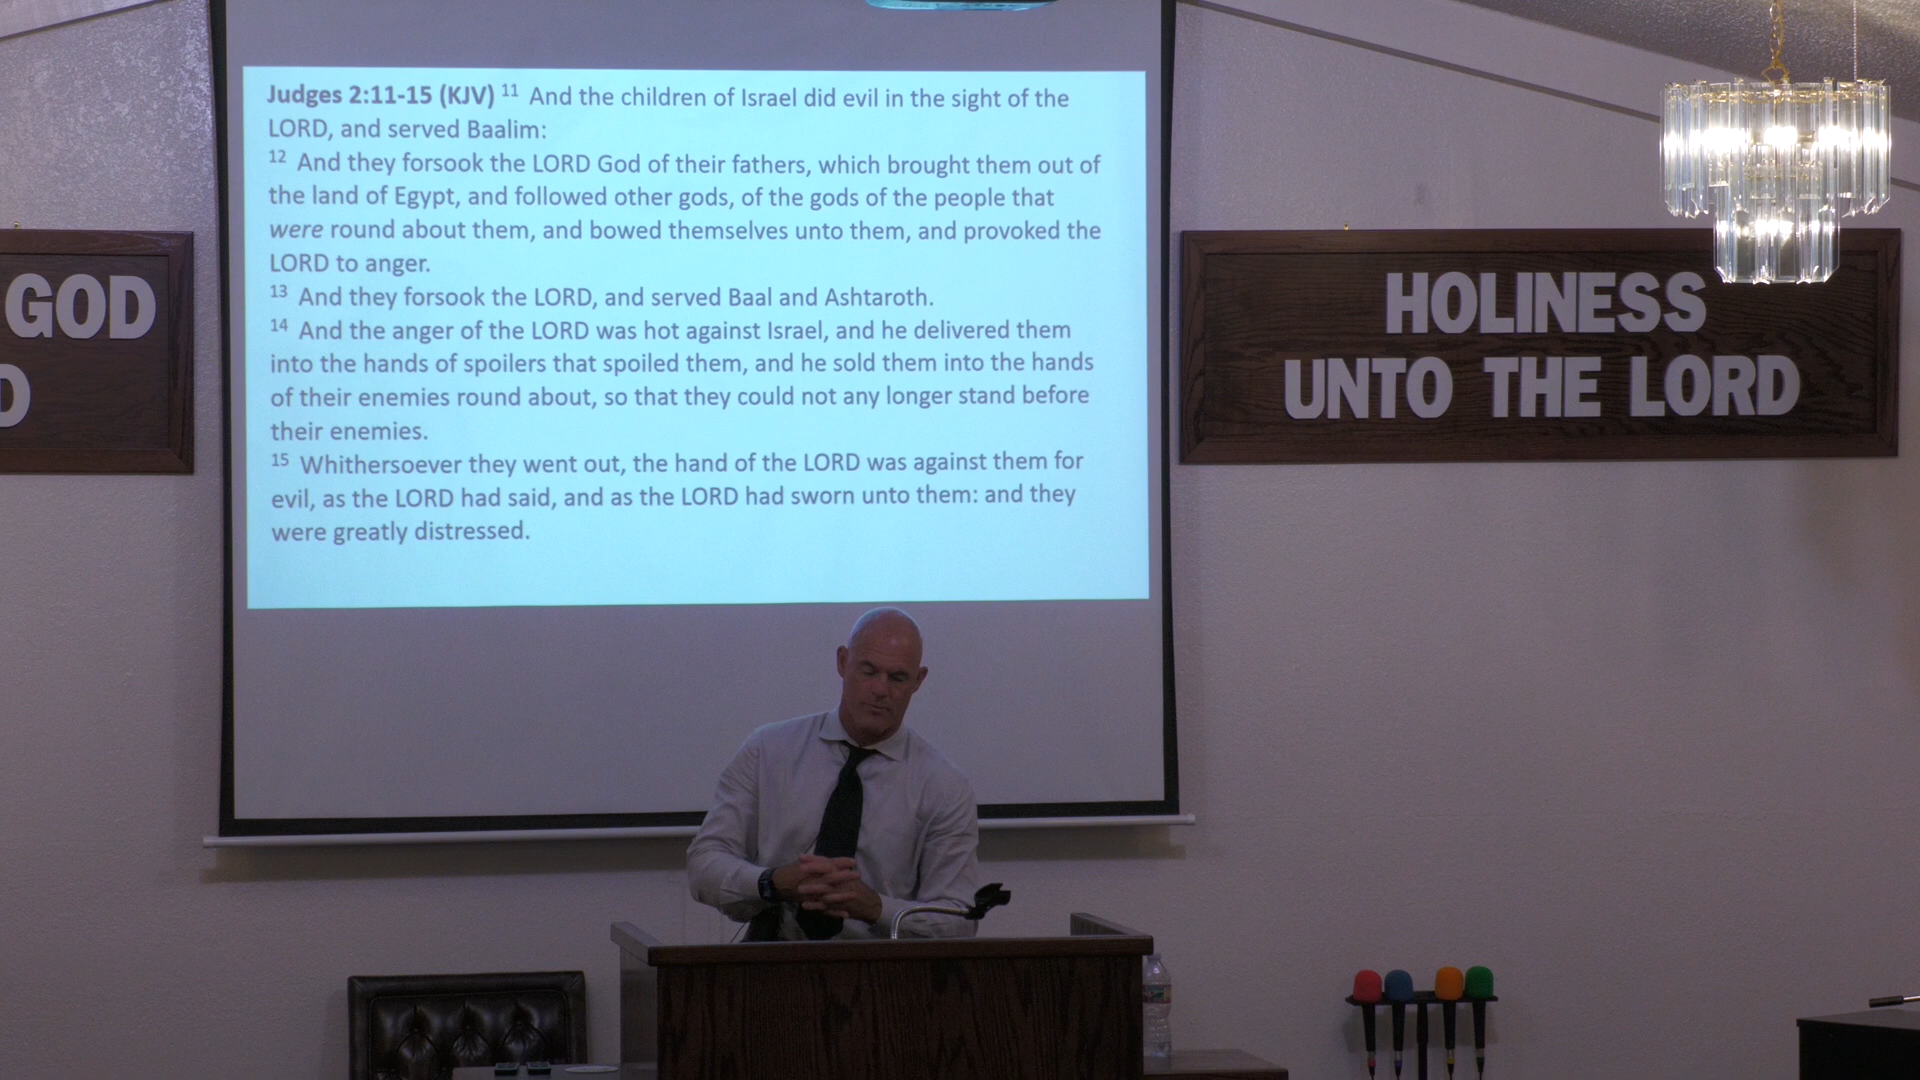 Judges 2:11-15 (KJV) 11 And the children of Israel did evil in the sight of the
LORD, and served Baalim:
12 And they forsook the LORD God of their fathers, which brought them out of
the land of Egypt, and followed other gods, of the gods of the people that
were round about them, and bowed themselves unto them, and provoked the
LORD to anger.
13 And they forsook the LORD, and served Baal and Ashtaroth.
14 And the anger of the LORD was hot against Israel, and he delivered them
into the hands of spoilers that spoiled them, and he sold them into the hands
of their enemies round about, so that they could not any longer stand before
their enemies.
15 Whithersoever they went out, the hand of the LORD was against them for
evil, as the LORD had said, and as the LORD had sworn unto them: and they
were greatly distressed.
GOD
D
HOLINESS
UNTO THE LORD